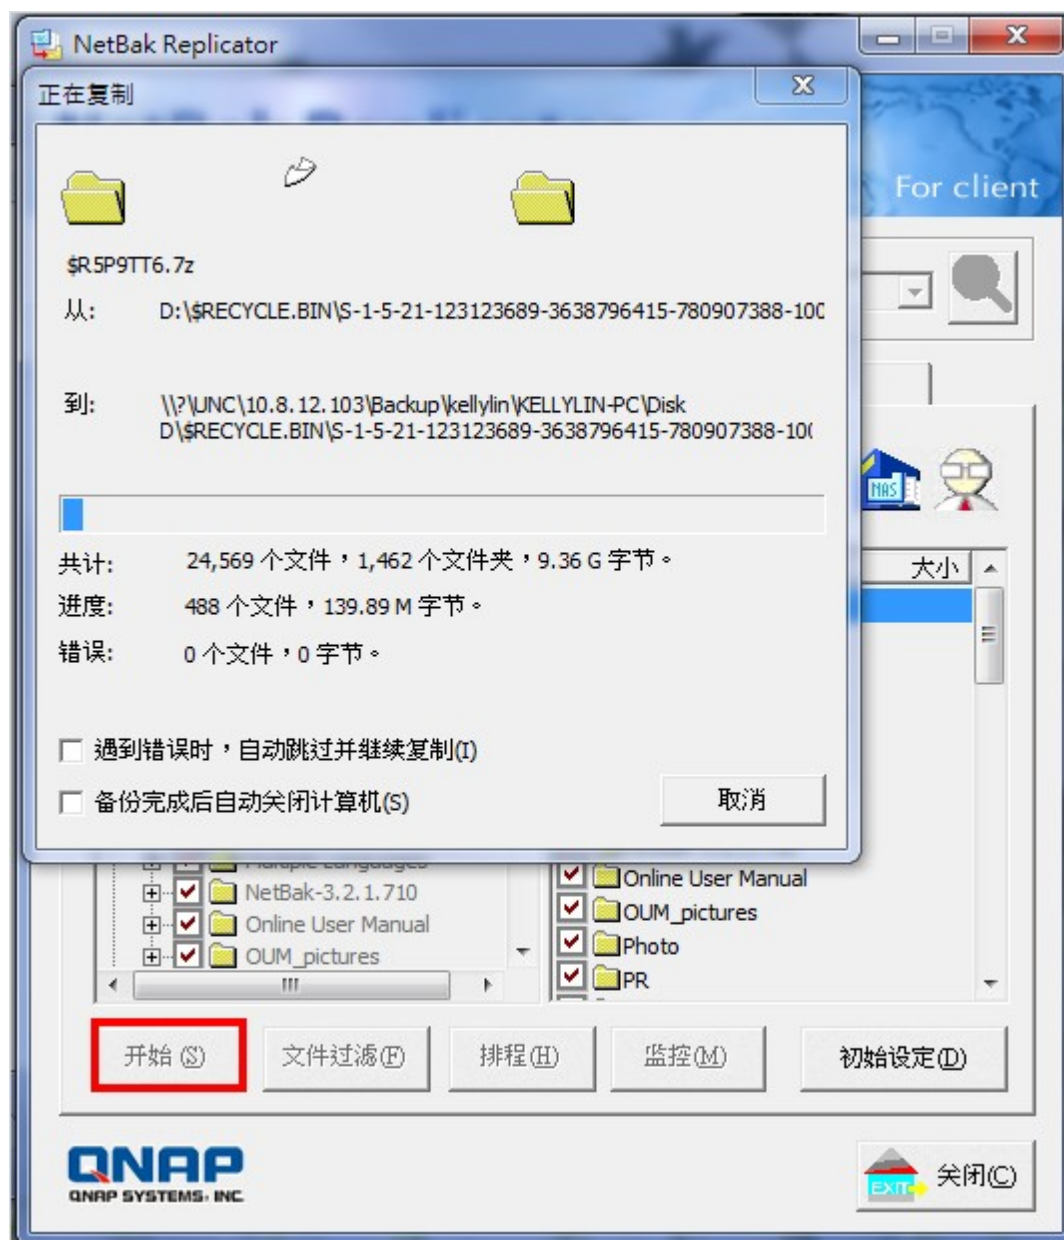 NetBak Replicator
正在复制
For client
$R5P9TT6.7z
从: D:\$RECYCLE.BIN\S-1-5-21-123123689-3638796415-780907388-100
到: \\?\UNC\10.8.12.103\Backup\kellylin\KELLYLIN-PC\Disk
D\$RECYCLE.BIN\S-1-5-21-123123689-3638796415-780907388-10(
NAS
共计: 24,569 个文件，1,462 个文件夹，9.36 G 字节。
大小
进度: 488 个文件，139.89 M 字节。
错误: 0 个文件，0 字节。
遇到错误时，自动跳过并继续复制(I)
备份完成后自动关闭计算机(S)
取消
Multiple Languages
NetBak-3.2.1.710
Online User Manual
OUM_pictures
Online User Manual
OUM_pictures
Photo
PR
开始(S) 文件过滤(F) 排程(H) 监控(M) 初始设定(D)
QNAP
QNAP SYSTEMS, INC.
EXIT 关闭(C)